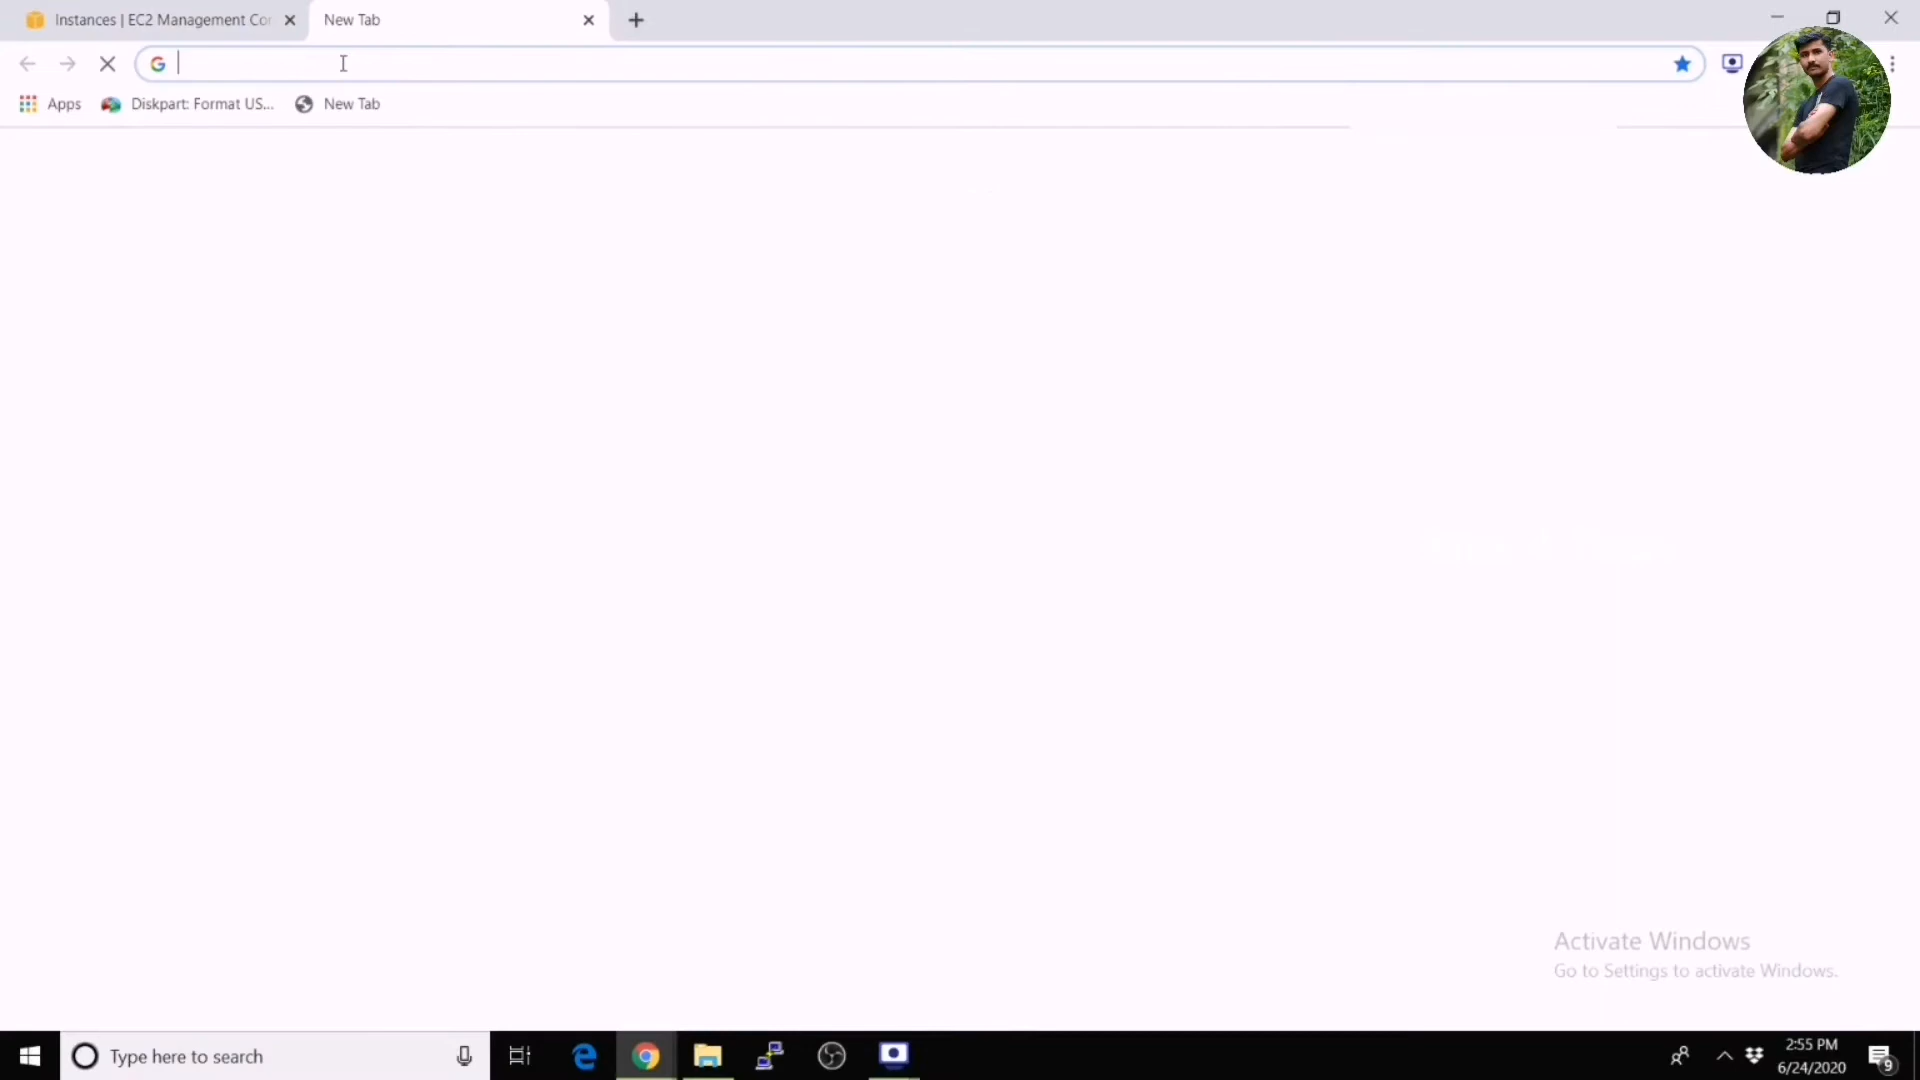 Instances | EC2 Management Cor
New Tab
Apps
Diskpart: Format US...
New Tab
Activate Windows
Go to Settings to activate Windows.
Type here to search
2:55 PM
6/24/2020
9